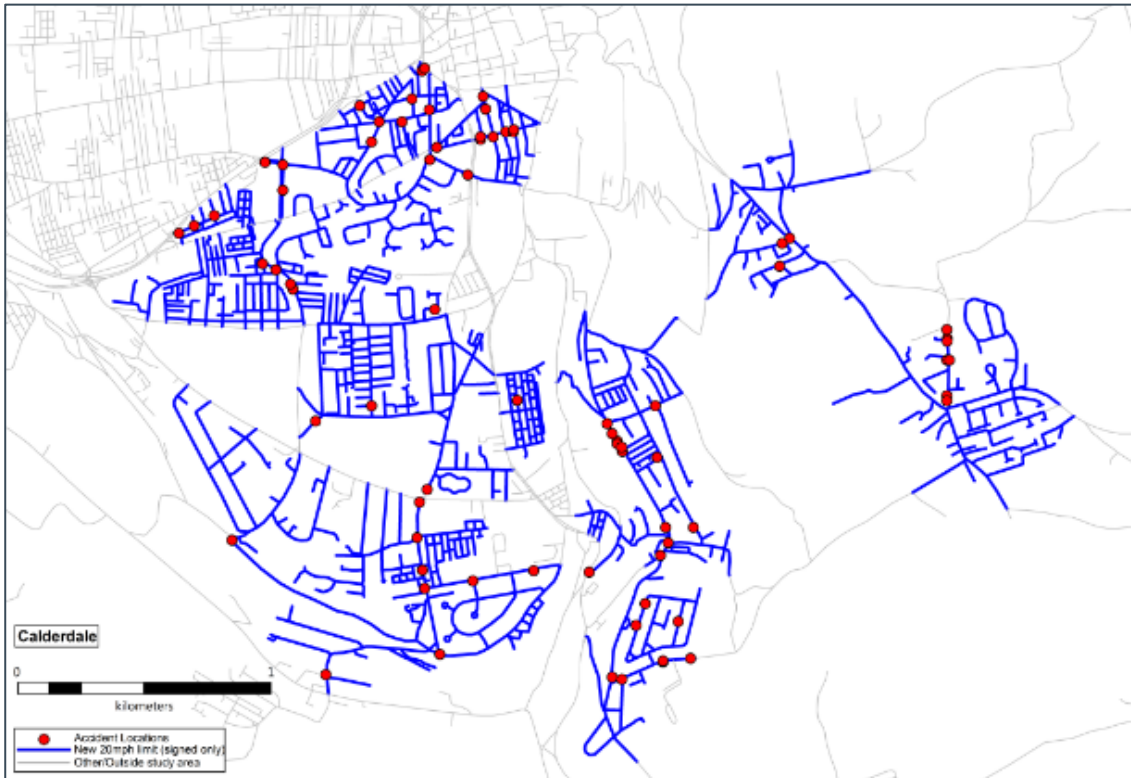 Calderdale
0 1
kilometers
Accident Locations
New 20mph limit (signed only)
Other/Outside study area